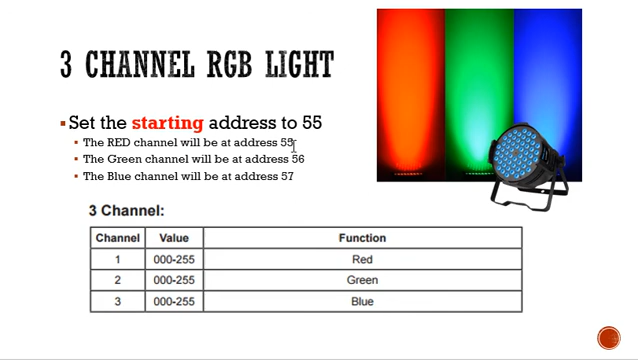 3 CHANNEL RGB LIGHT
Set the starting address to 55
The RED channel will be at address 55
The Green channel will be at address 56
The Blue channel will be at address 57
3 Channel:
Channel Value Function
1 000-255 Red
2 000-255 Green
3 000-255 Blue